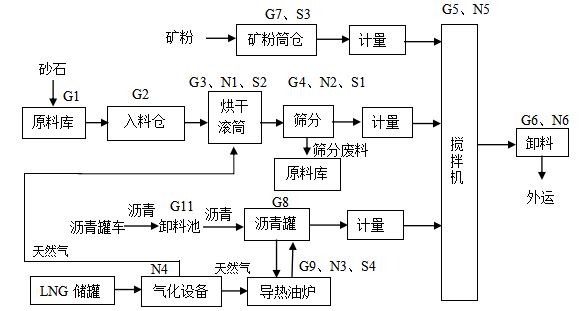 G5、N5
G7、S3
矿粉
矿粉筒仓
计量
砂石
G1
G2
G3、N1、S2
G4、N2、S1
原料库
入料仓
烘干
滚筒
筛分
计量
搅拌机
G6、N6
卸料
筛分废料
原料库
外运
沥青罐车
沥青
G11
卸料池
沥青
G8
沥青罐
计量
天然气
N4
天然气
G9、N3、S4
LNG 储罐
气化设备
导热油炉